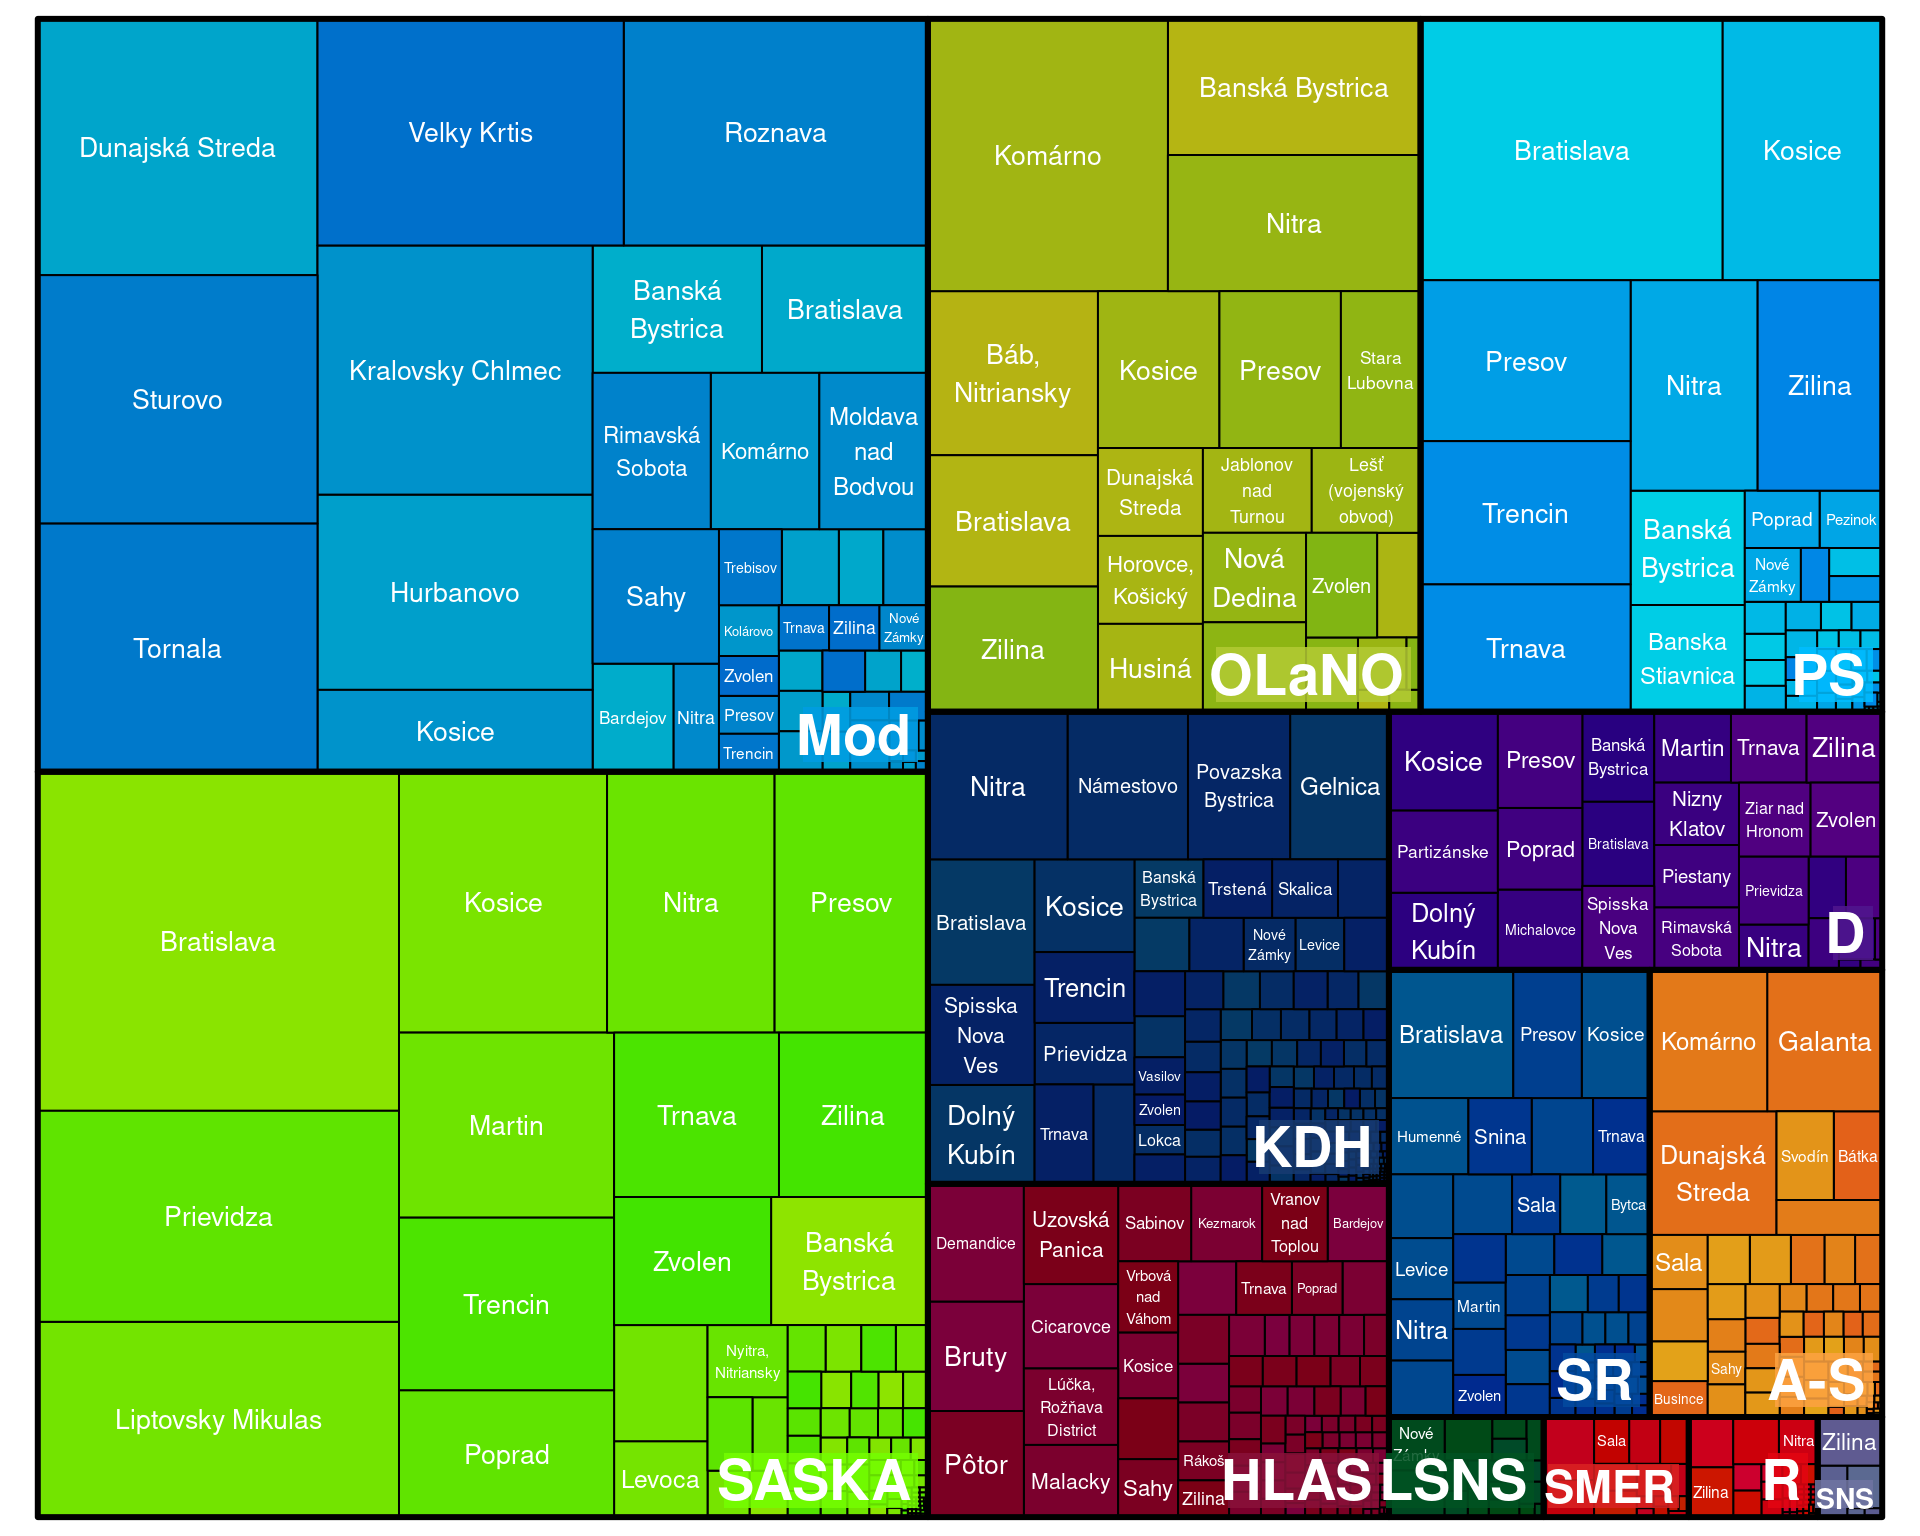 Dunajská Streda
Velky Krtis
Roznava
Sturovo
Kralovsky Chlmec
Banská
Bystrica
Bratislava
Rimavská
Sobota
Komárno
Moldava
nad
Bodvou
Tornala
Hurbanovo
Kosice
Sahy
Trebisov
Kolárovo
Trnava
Zilina
Nové
Zámky
Zvolen
Presov
Trencin
Bardejov
Nitra
Mod
Komárno
Banská Bystrica
Nitra
Báb,
Nitriansky
Kosice
Presov
Stara
Lubovna
Bratislava
Dunajská
Streda
Jablonov
nad
Turnou
Lešť
(vojenský
obvod)
Horovce,
Košický
Nová
Dedina
Zvolen
Zilina
Husiná
OLaNO
Bratislava
Kosice
Presov
Nitra
Zilina
Trencin
Trnava
Banská
Bystrica
Poprad
Pezinok
Nové
Zámky
Banska
Stiavnica
PS
Bratislava
Kosice
Nitra
Presov
Prievidza
Martin
Trnava
Zilina
Trencin
Zvolen
Banská
Bystrica
Liptovsky Mikulas
Poprad
Nyitra,
Nitriansky
Levoca
SASKA
Nitra
Námestovo
Povazska
Bystrica
Gelnica
Bratislava
Kosice
Banská
Bystrica
Trstená
Skalica
Nové
Zámky
Levice
Spisska
Nova
Ves
Trencin
Prievidza
Vasilov
Zvolen
Lokca
Dolný
Kubín
Trnava
KDH
Kosice
Presov
Banská
Bystrica
Martin
Trnava
Zilina
Partizánske
Poprad
Bratislava
Nizny
Klatov
Ziar nad
Hronom
Zvolen
Piestany
Prievidza
Dolný
Kubín
Michalovce
Spisska
Nova
Ves
Rimavská
Sobota
Nitra
D
Demandice
Uzovská
Panica
Sabinov
Kezmarok
Vranov
nad
Toplou
Bardejov
Bruty
Cicarovce
Vrbová
nad
Váhom
Trnava
Poprad
Kosice
Lúčka,
Rožňava
District
Pôtor
Malacky
Sahy
Rákoš
Zilina
HLAS
Bratislava
Presov
Kosice
Humenné
Snina
Trnava
Sala
Bytca
Levice
Martin
Nitra
Zvolen
SR
Komárno
Galanta
Dunajská
Streda
Svodín
Bátka
Sala
Sahy
Busince
A-S
Nové
Zámky
LSNS
Sala
SMER
Nitra
Zilina
R
Zilina
SNS